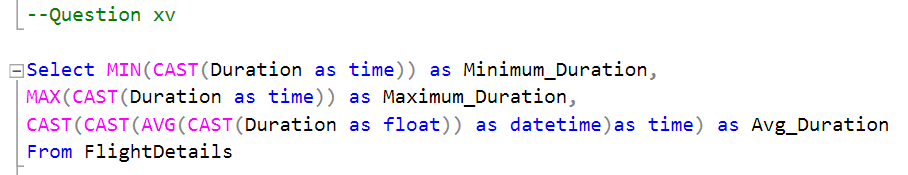 --Question xv
Select MIN(CAST(Duration as time)) as Minimum_Duration,
MAX(CAST(Duration as time)) as Maximum_Duration,
CAST(CAST(AVG(CAST(Duration as float)) as datetime)as time) as Avg_Duration
From FlightDetails